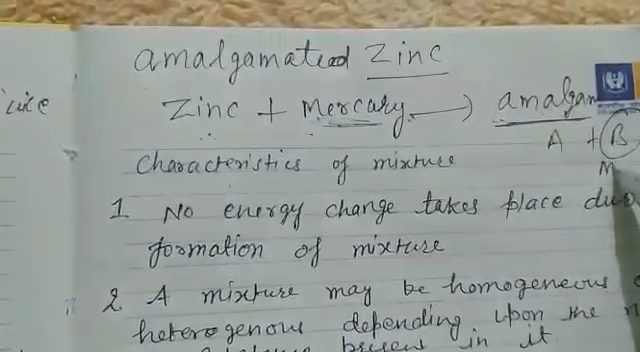 juice
amalgamated Zinc
Zinc + Mercury → amalgam
A + B
M
Characteristics of mixture
1 No energy change takes place
formation of mixture
2 A mixture may be homogeneous
heterogenous depending upon the
present in it